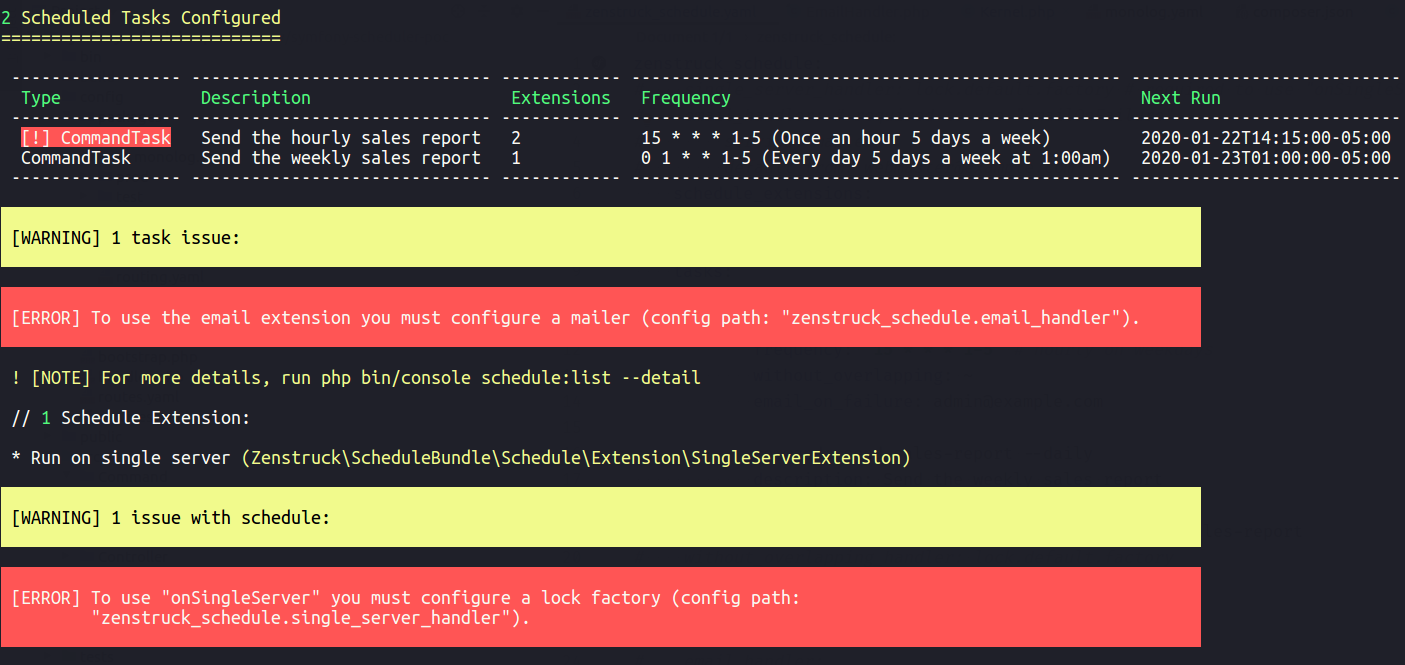 2 Scheduled Tasks Configured
============================
----------------- ------------------------------ ------------ ------------------------------------------------- ---------------------------
Type Description Extensions Frequency Next Run
----------------- ------------------------------ ------------ ------------------------------------------------- ---------------------------
[!] CommandTask Send the hourly sales report 2 15 * * * 1-5 (Once an hour 5 days a week) 2020-01-22T14:15:00-05:00
CommandTask Send the weekly sales report 1 0 1 * * 1-5 (Every day 5 days a week at 1:00am) 2020-01-23T01:00:00-05:00
----------------- ------------------------------ ------------ ------------------------------------------------- ---------------------------
[WARNING] 1 task issue:
[ERROR] To use the email extension you must configure a mailer (config path: "zenstruck_schedule.email_handler").
! [NOTE] For more details, run php bin/console schedule:list --detail
// 1 Schedule Extension:
* Run on single server (Zenstruck\ScheduleBundle\Schedule\Extension\SingleServerExtension)
[WARNING] 1 issue with schedule:
[ERROR] To use "onSingleServer" you must configure a lock factory (config path:
"zenstruck_schedule.single_server_handler").